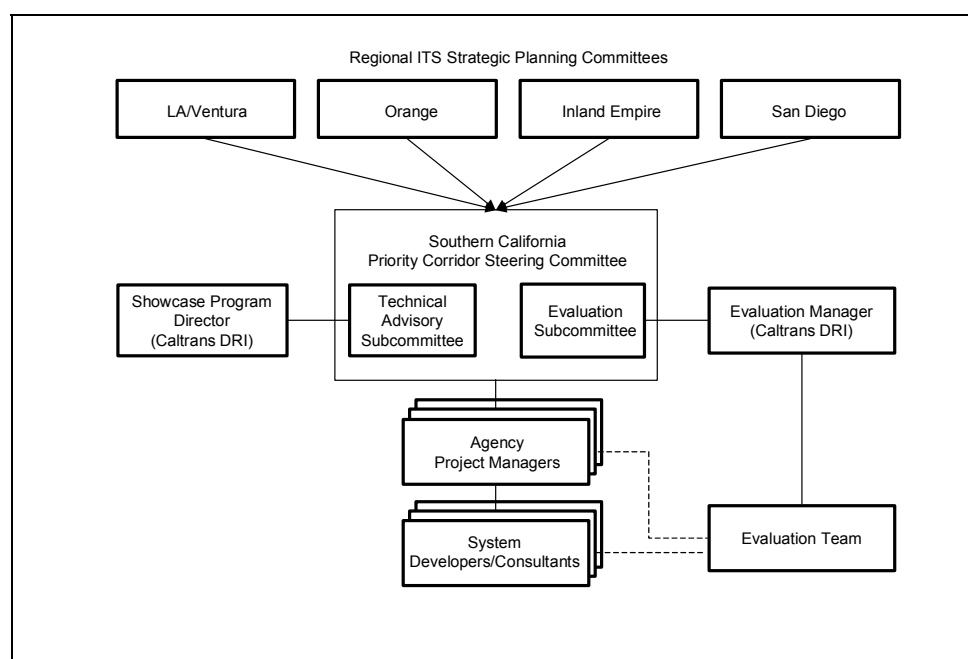 Regional ITS Strategic Planning Committees
LA/Ventura
Orange
Inland Empire
San Diego
Southern California
Priority Corridor Steering Committee
Showcase Program
Director
(Caltrans DRI)
Technical
Advisory
Subcommittee
Evaluation
Subcommittee
Evaluation Manager
(Caltrans DRI)
Agency
Project Managers
System
Developers/Consultants
Evaluation Team